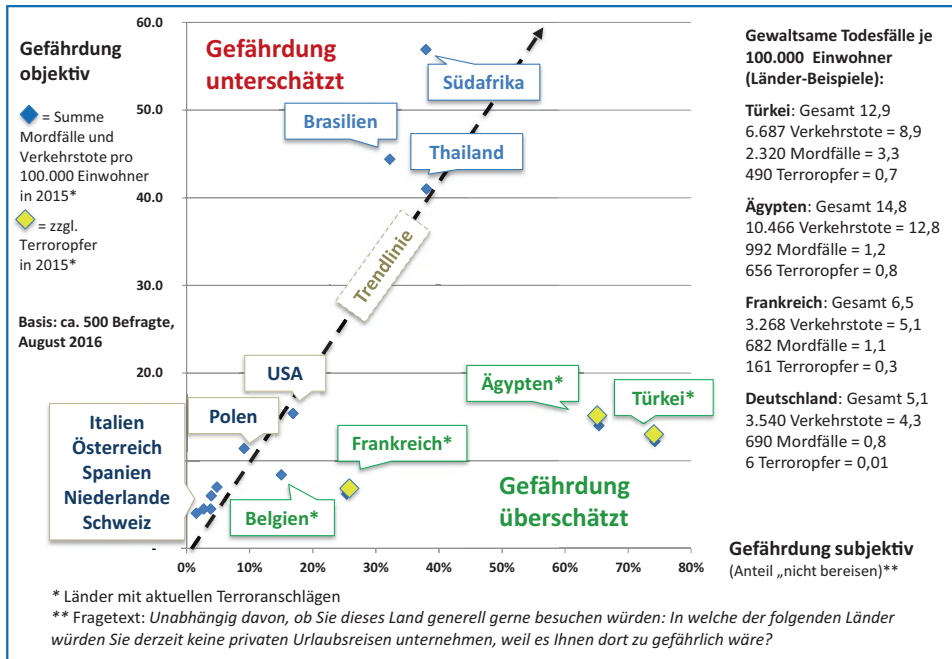 Gefährdung
objektiv
= Summe
Mordfälle und
Verkehrstote pro
100.000 Einwohner
in 2015*
= zzgl.
Terroropfer
in 2015*
Basis: ca. 500 Befragte,
August 2016
60.0
50.0
40.0
30.0
20.0
10.0
-
0%
10%
20%
30%
40%
50%
60%
70%
80%
Gefährdung
unterschätzt
Südafrika
Brasilien
Thailand
Trendlinie
USA
Polen
Italien
Österreich
Spanien
Niederlande
Schweiz
Ägypten*
Türkei*
Frankreich*
Belgien*
Gefährdung
überschätzt
Gewaltsame Todesfälle je
100.000 Einwohner
(Länder-Beispiele):
Türkei: Gesamt 12,9
6.687 Verkehrstote = 8,9
2.320 Mordfälle = 3,3
490 Terroropfer = 0,7
Ägypten: Gesamt 14,8
10.466 Verkehrstote = 12,8
992 Mordfälle = 1,2
656 Terroropfer = 0,8
Frankreich: Gesamt 6,5
3.268 Verkehrstote = 5,1
682 Mordfälle = 1,1
161 Terroropfer = 0,3
Deutschland: Gesamt 5,1
3.540 Verkehrstote = 4,3
690 Mordfälle = 0,8
6 Terroropfer = 0,01
Gefährdung subjektiv
(Anteil „nicht bereisen)**
* Länder mit aktuellen Terroranschlägen
** Fragetext: Unabhängig davon, ob Sie dieses Land generell gerne besuchen würden: In welche der folgenden Länder
würden Sie derzeit keine privaten Urlaubsreisen unternehmen, weil es Ihnen dort zu gefährlich wäre?